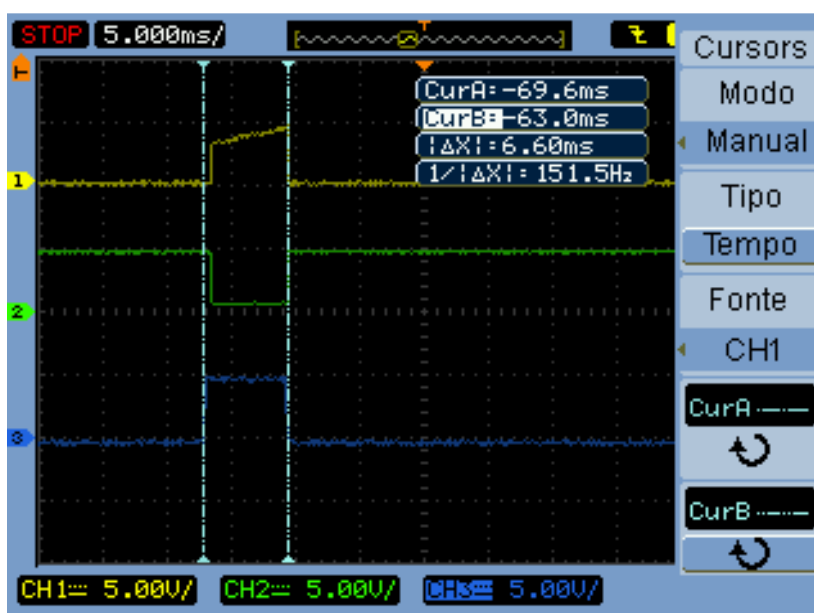 STOP 5.000ms/
CurA=-69.6ms
CurB=-63.0ms
|ΔX|=6.60ms
1/|ΔX|=151.5Hz
1
2
3
CH1 5.00V/ CH2 5.00V/ CH3 5.00V/
Cursors
Modo
Manual
Tipo
Tempo
Fonte
CH1
CurA
CurB